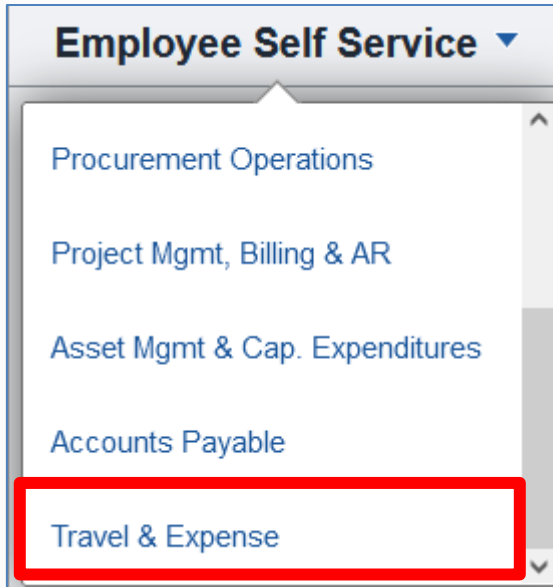 Employee Self Service
Procurement Operations
Project Mgmt, Billing & AR
Asset Mgmt & Cap. Expenditures
Accounts Payable
Travel & Expense